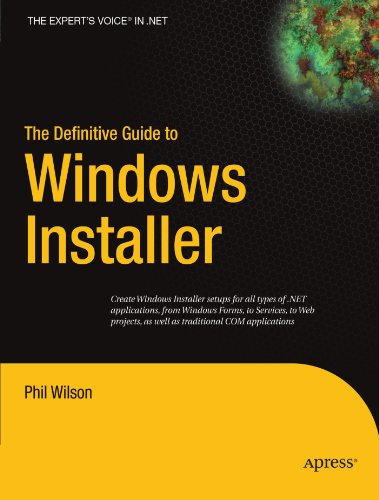 THE EXPERT'S VOICE® IN .NET
The Definitive Guide to
Windows
Installer
Create Windows Installer setups for all types of .NET
applications, from Windows Forms, to Services, to Web
projects, as well as traditional COM applications
Phil Wilson
Apress®